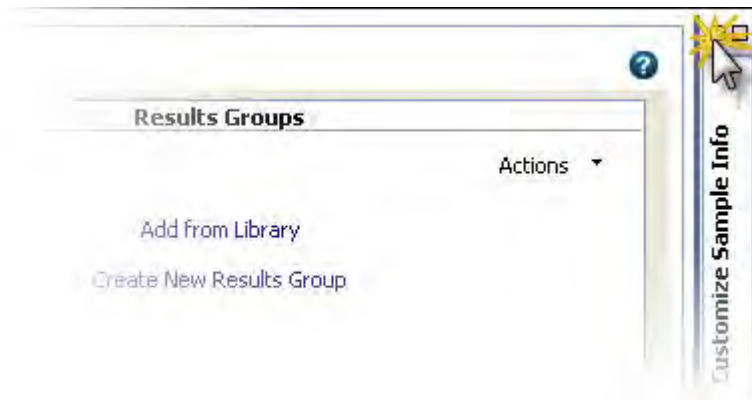 ?
Results Groups
Actions
Add from Library
Create New Results Group
Customize Sample Info